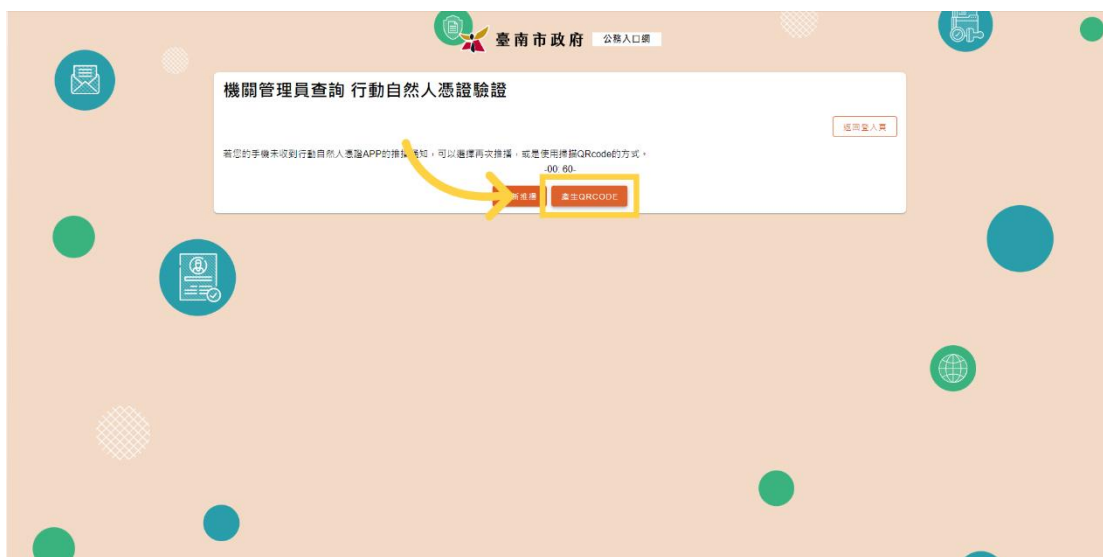 臺南市政府 公務入口網
機關管理員查詢 行動自然人憑證驗證
返回登入頁
若您的手機未收到行動自然人憑證APP的推播通知，可以選擇再次推播，或是使用掃描QRcode的方式。
-00: 60-
新推播 產生QRCODE